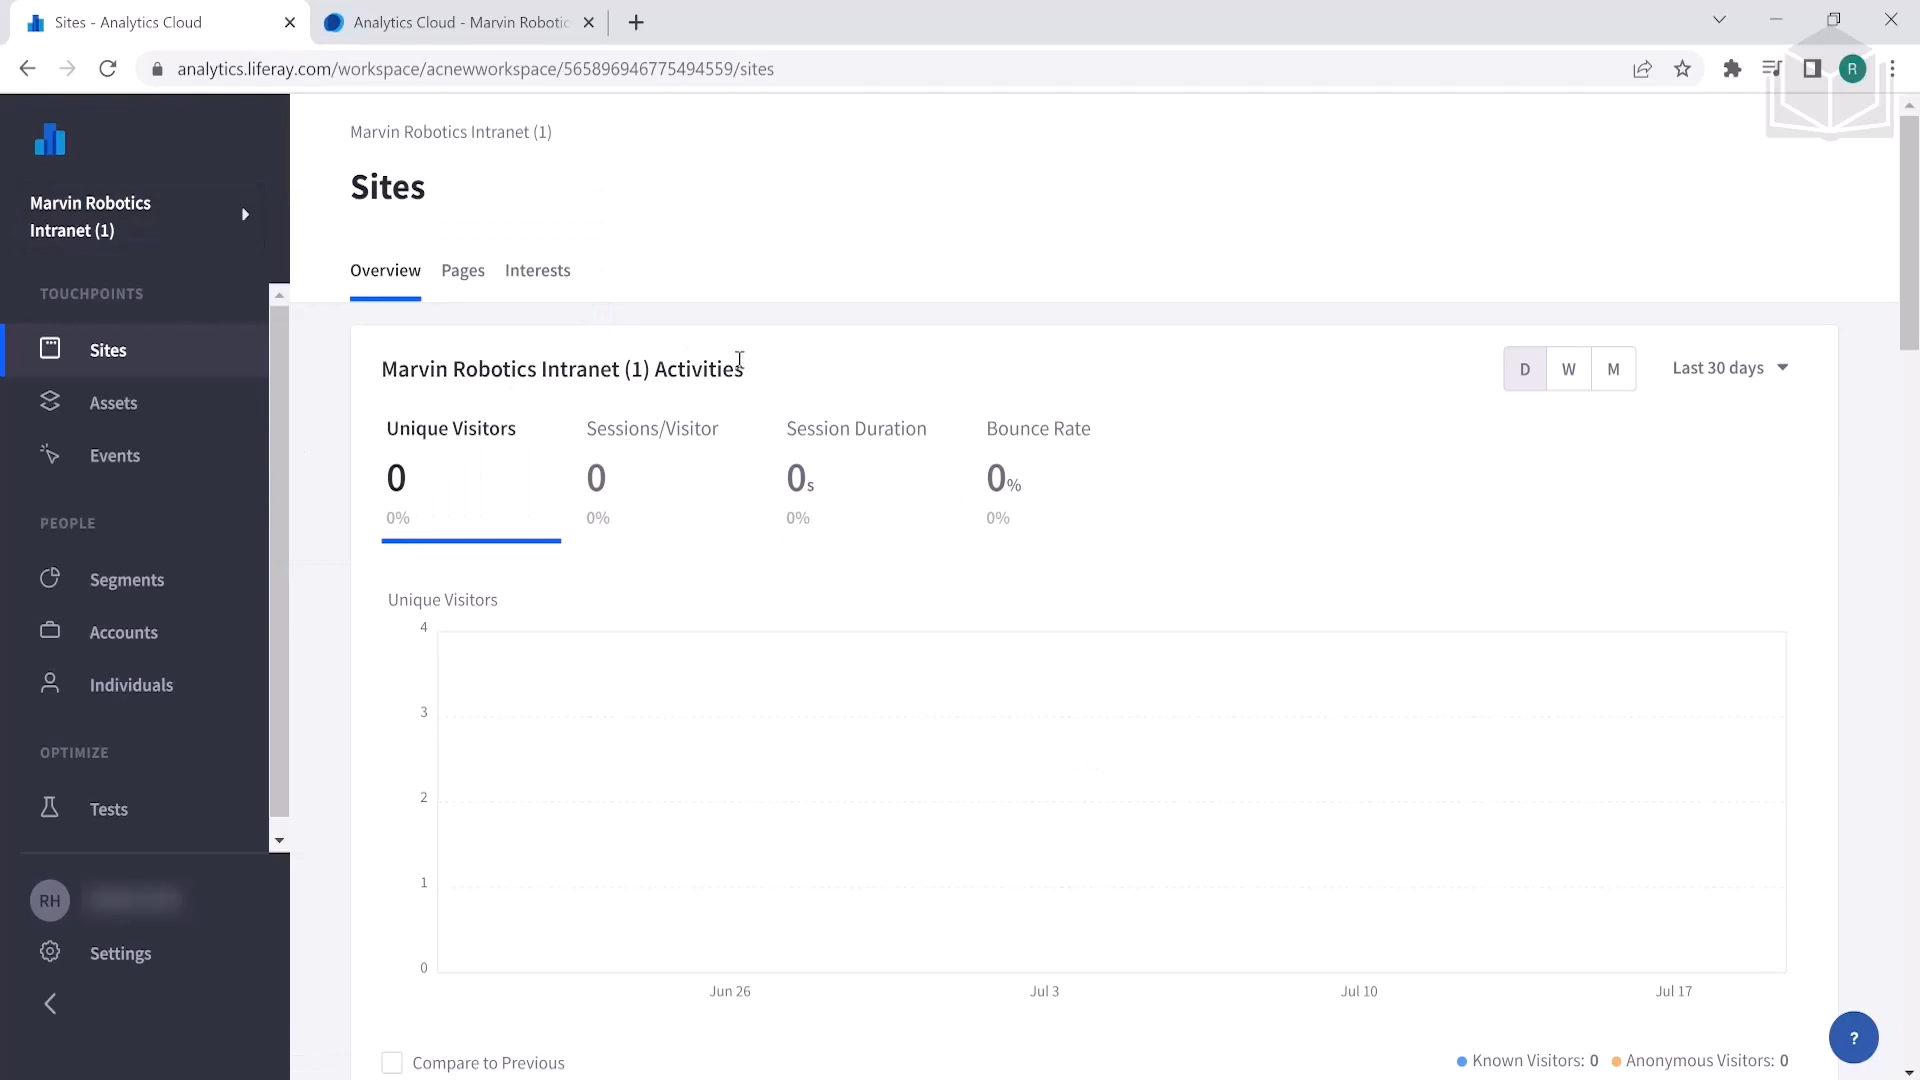 Sites - Analytics Cloud
Analytics Cloud - Marvin Robotic
analytics.liferay.com/workspace/acnewworkspace/565896946775494559/sites
R
Marvin Robotics
Intranet (1)
TOUCHPOINTS
Sites
Assets
Events
PEOPLE
Segments
Accounts
Individuals
OPTIMIZE
Tests
RH
Settings
Marvin Robotics Intranet (1)
Sites
Overview Pages Interests
Marvin Robotics Intranet (1) Activities
D W M Last 30 days
Unique Visitors Sessions/Visitor Session Duration Bounce Rate
0 0 0s 0%
0% 0% 0% 0%
Unique Visitors
4
3
2
1
0
Jun 26 Jul 3 Jul 10 Jul 17
Compare to Previous
Known Visitors: 0 Anonymous Visitors: 0
?